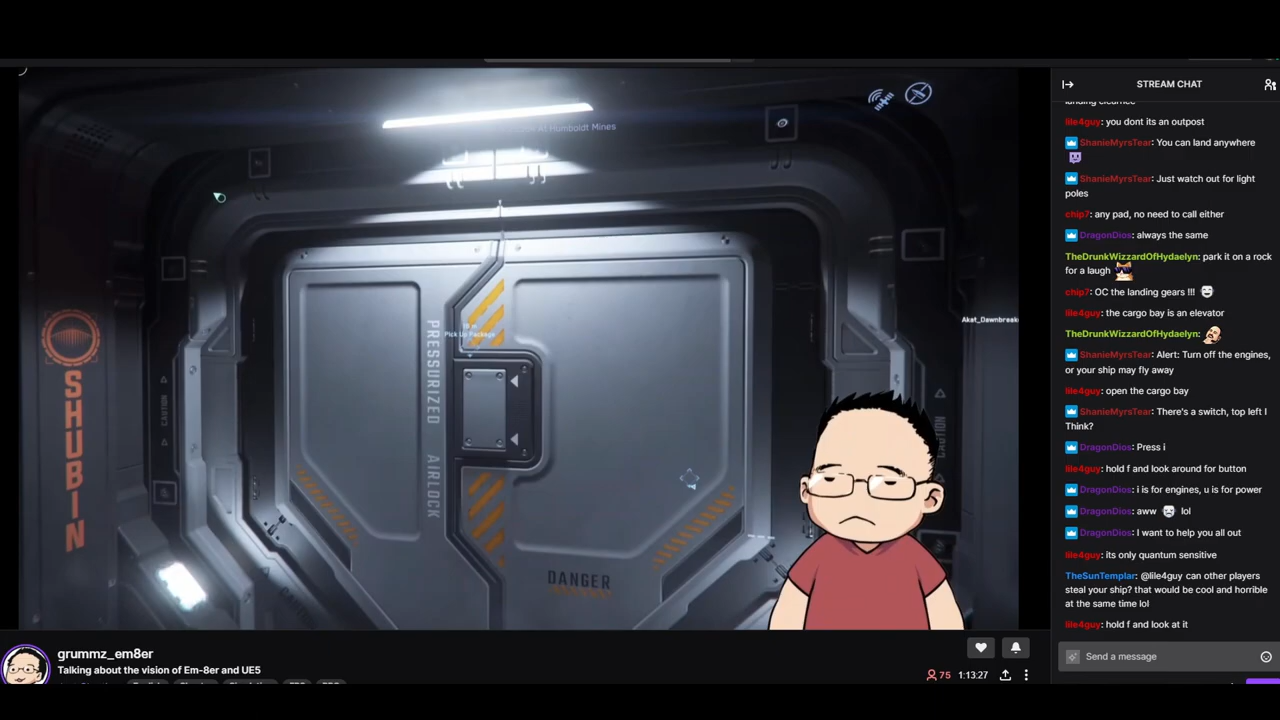 At Humboldt Mines
Pick Up Package
Akat_Dawnbreak
SHUBIN
CAUTION
PRESSURIZED AIRLOCK
CAUTION
DANGER
grummz_em8er
Talking about the vision of Em-8er and UE5
75 1:13:27
STREAM CHAT
lile4guy: you dont its an outpost
ShanieMyrsTear: You can land anywhere
ShanieMyrsTear: Just watch out for light
poles
chip7: any pad, no need to call either
DragonDios: always the same
TheDrunkWizzardOfHydaelyn: park it on a rock
for a laugh
chip7: OC the landing gears !!!
lile4guy: the cargo bay is an elevator
TheDrunkWizzardOfHydaelyn:
ShanieMyrsTear: Alert: Turn off the engines,
or your ship may fly away
lile4guy: open the cargo bay
ShanieMyrsTear: There's a switch, top left I
Think?
DragonDios: Press i
lile4guy: hold f and look around for button
DragonDios: i is for engines, u is for power
DragonDios: aww lol
DragonDios: I want to help you all out
lile4guy: its only quantum sensitive
TheSunTemplar: @lile4guy can other players
steal your ship? that would be cool and horrible
at the same time lol
lile4guy: hold f and look at it
Send a message